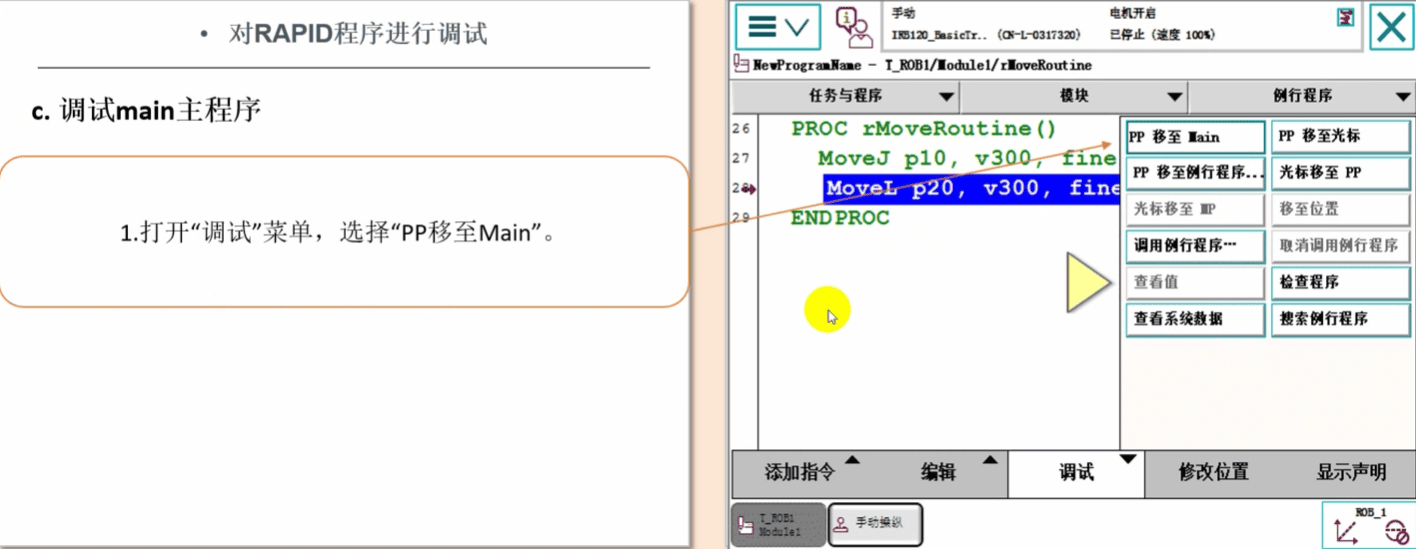 • 对RAPID程序进行调试
c. 调试main主程序
1.打开“调试”菜单，选择“PP移至Main”。
手动
电机开启
IRB120_BasicTr.. (CN-L-0317320)
已停止 (速度 100%)
NewProgramName - T_ROB1/Module1/rMoveRoutine
任务与程序
模块
例行程序
26 PROC rMoveRoutine()
27 MoveJ p10, v300, fine
28 MoveL p20, v300, fine
29 ENDPROC
PP 移至 Main
PP 移至光标
PP 移至例行程序...
光标移至 PP
光标移至 MP
移至位置
调用例行程序…
取消调用例行程序
查看值
检查程序
查看系统数据
搜索例行程序
添加指令
编辑
调试
修改位置
显示声明
T_ROB1
Module1
手动操纵
ROB_1